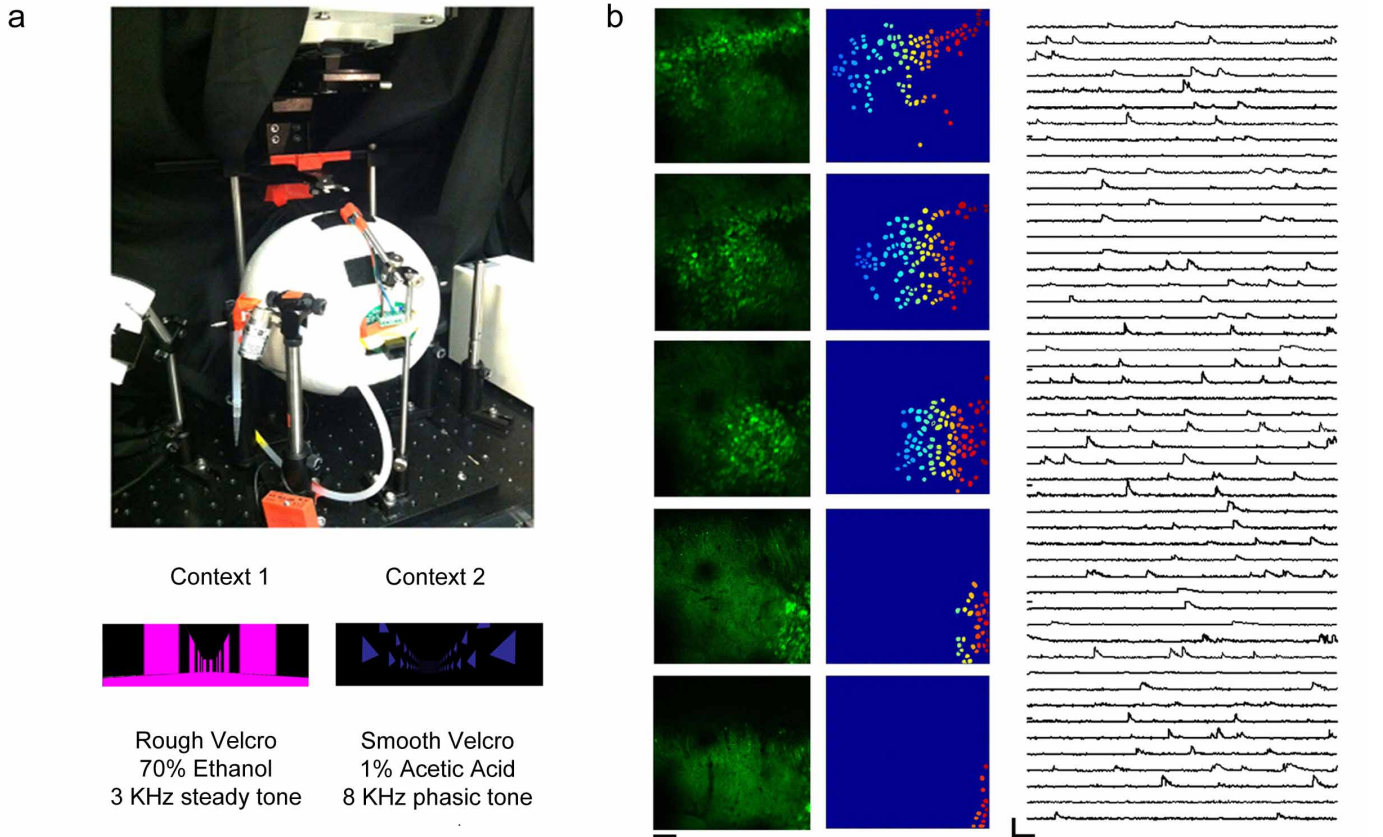 a
b
Context 1
Context 2
Rough Velcro
70% Ethanol
3 KHz steady tone
Smooth Velcro
1% Acetic Acid
8 KHz phasic tone